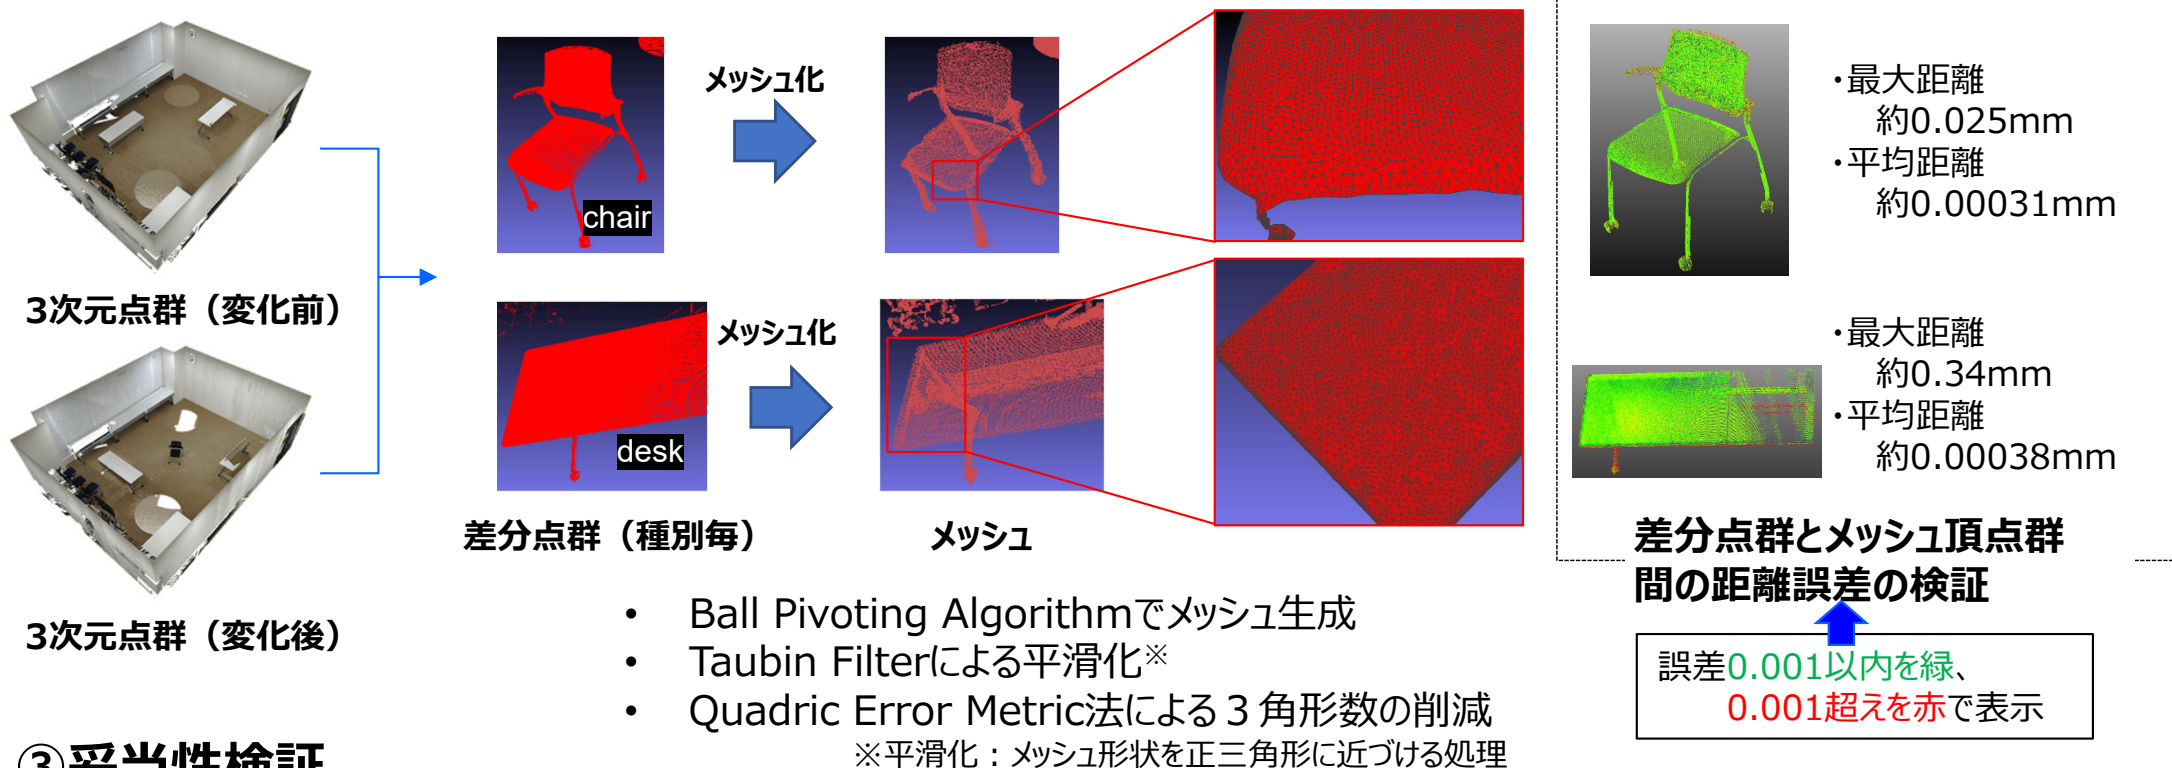 3次元点群（変化前）
3次元点群（変化後）
chair
desk
メッシュ化
メッシュ化
差分点群（種別毎）
メッシュ
・最大距離
約0.025mm
・平均距離
約0.00031mm
・最大距離
約0.34mm
・平均距離
約0.00038mm
差分点群とメッシュ頂点群
間の距離誤差の検証
誤差0.001以内を緑、
0.001超えを赤で表示
• Ball Pivoting Algorithmでメッシュ生成
• Taubin Filterによる平滑化※
• Quadric Error Metric法による３角形数の削減
※平滑化：メッシュ形状を正三角形に近づける処理
③妥当性検証